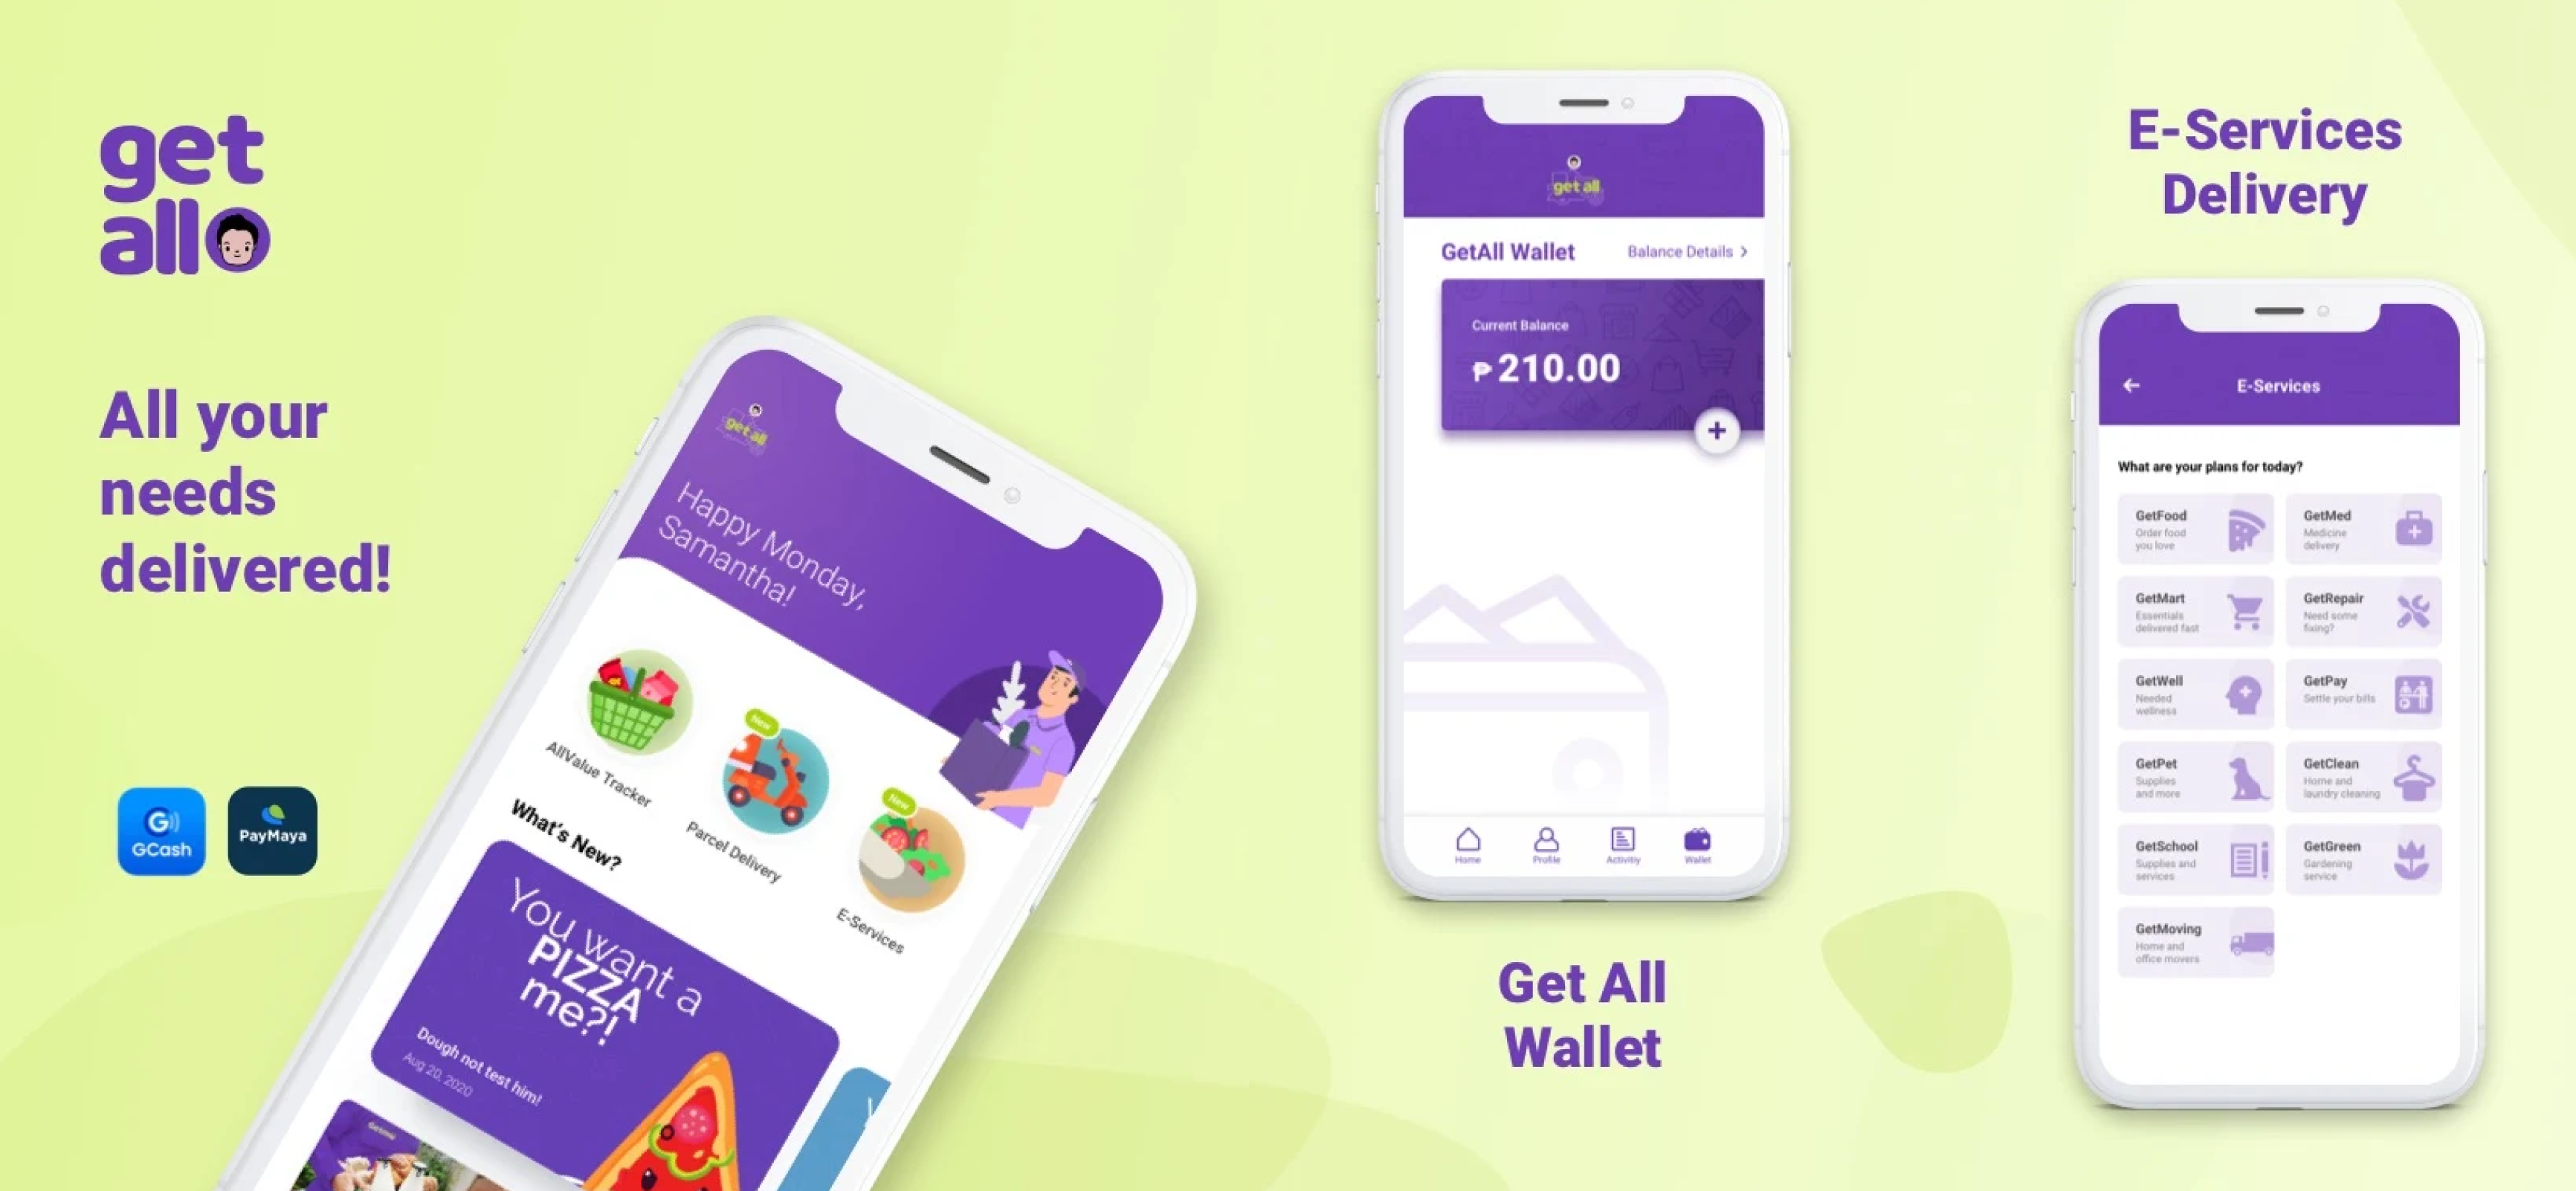 get
all
All your
needs
delivered!
GCash
PayMaya
get all
Happy Monday,
Samantha!
AllValue Tracker
New
Parcel Delivery
New
E-Services
What's New?
You want a
PIZZA
me?!
Dough not test him!
Aug 20, 2020
get all
GetAll Wallet
Balance Details >
Current Balance
₱210.00
+
Home
Profile
Activitiy
Wallet
Get All
Wallet
E-Services
Delivery
E-Services
What are your plans for today?
GetFood
Order food
you love
GetMed
Medicine
delivery
GetMart
Essentials
delivered fast
GetRepair
Need some
fixing?
GetWell
Needed
wellness
GetPay
Settle your bills
GetPet
Supplies
and more
GetClean
Home and
laundry cleaning
GetSchool
Supplies and
services
GetGreen
Gardening
service
GetMoving
Home and
office movers